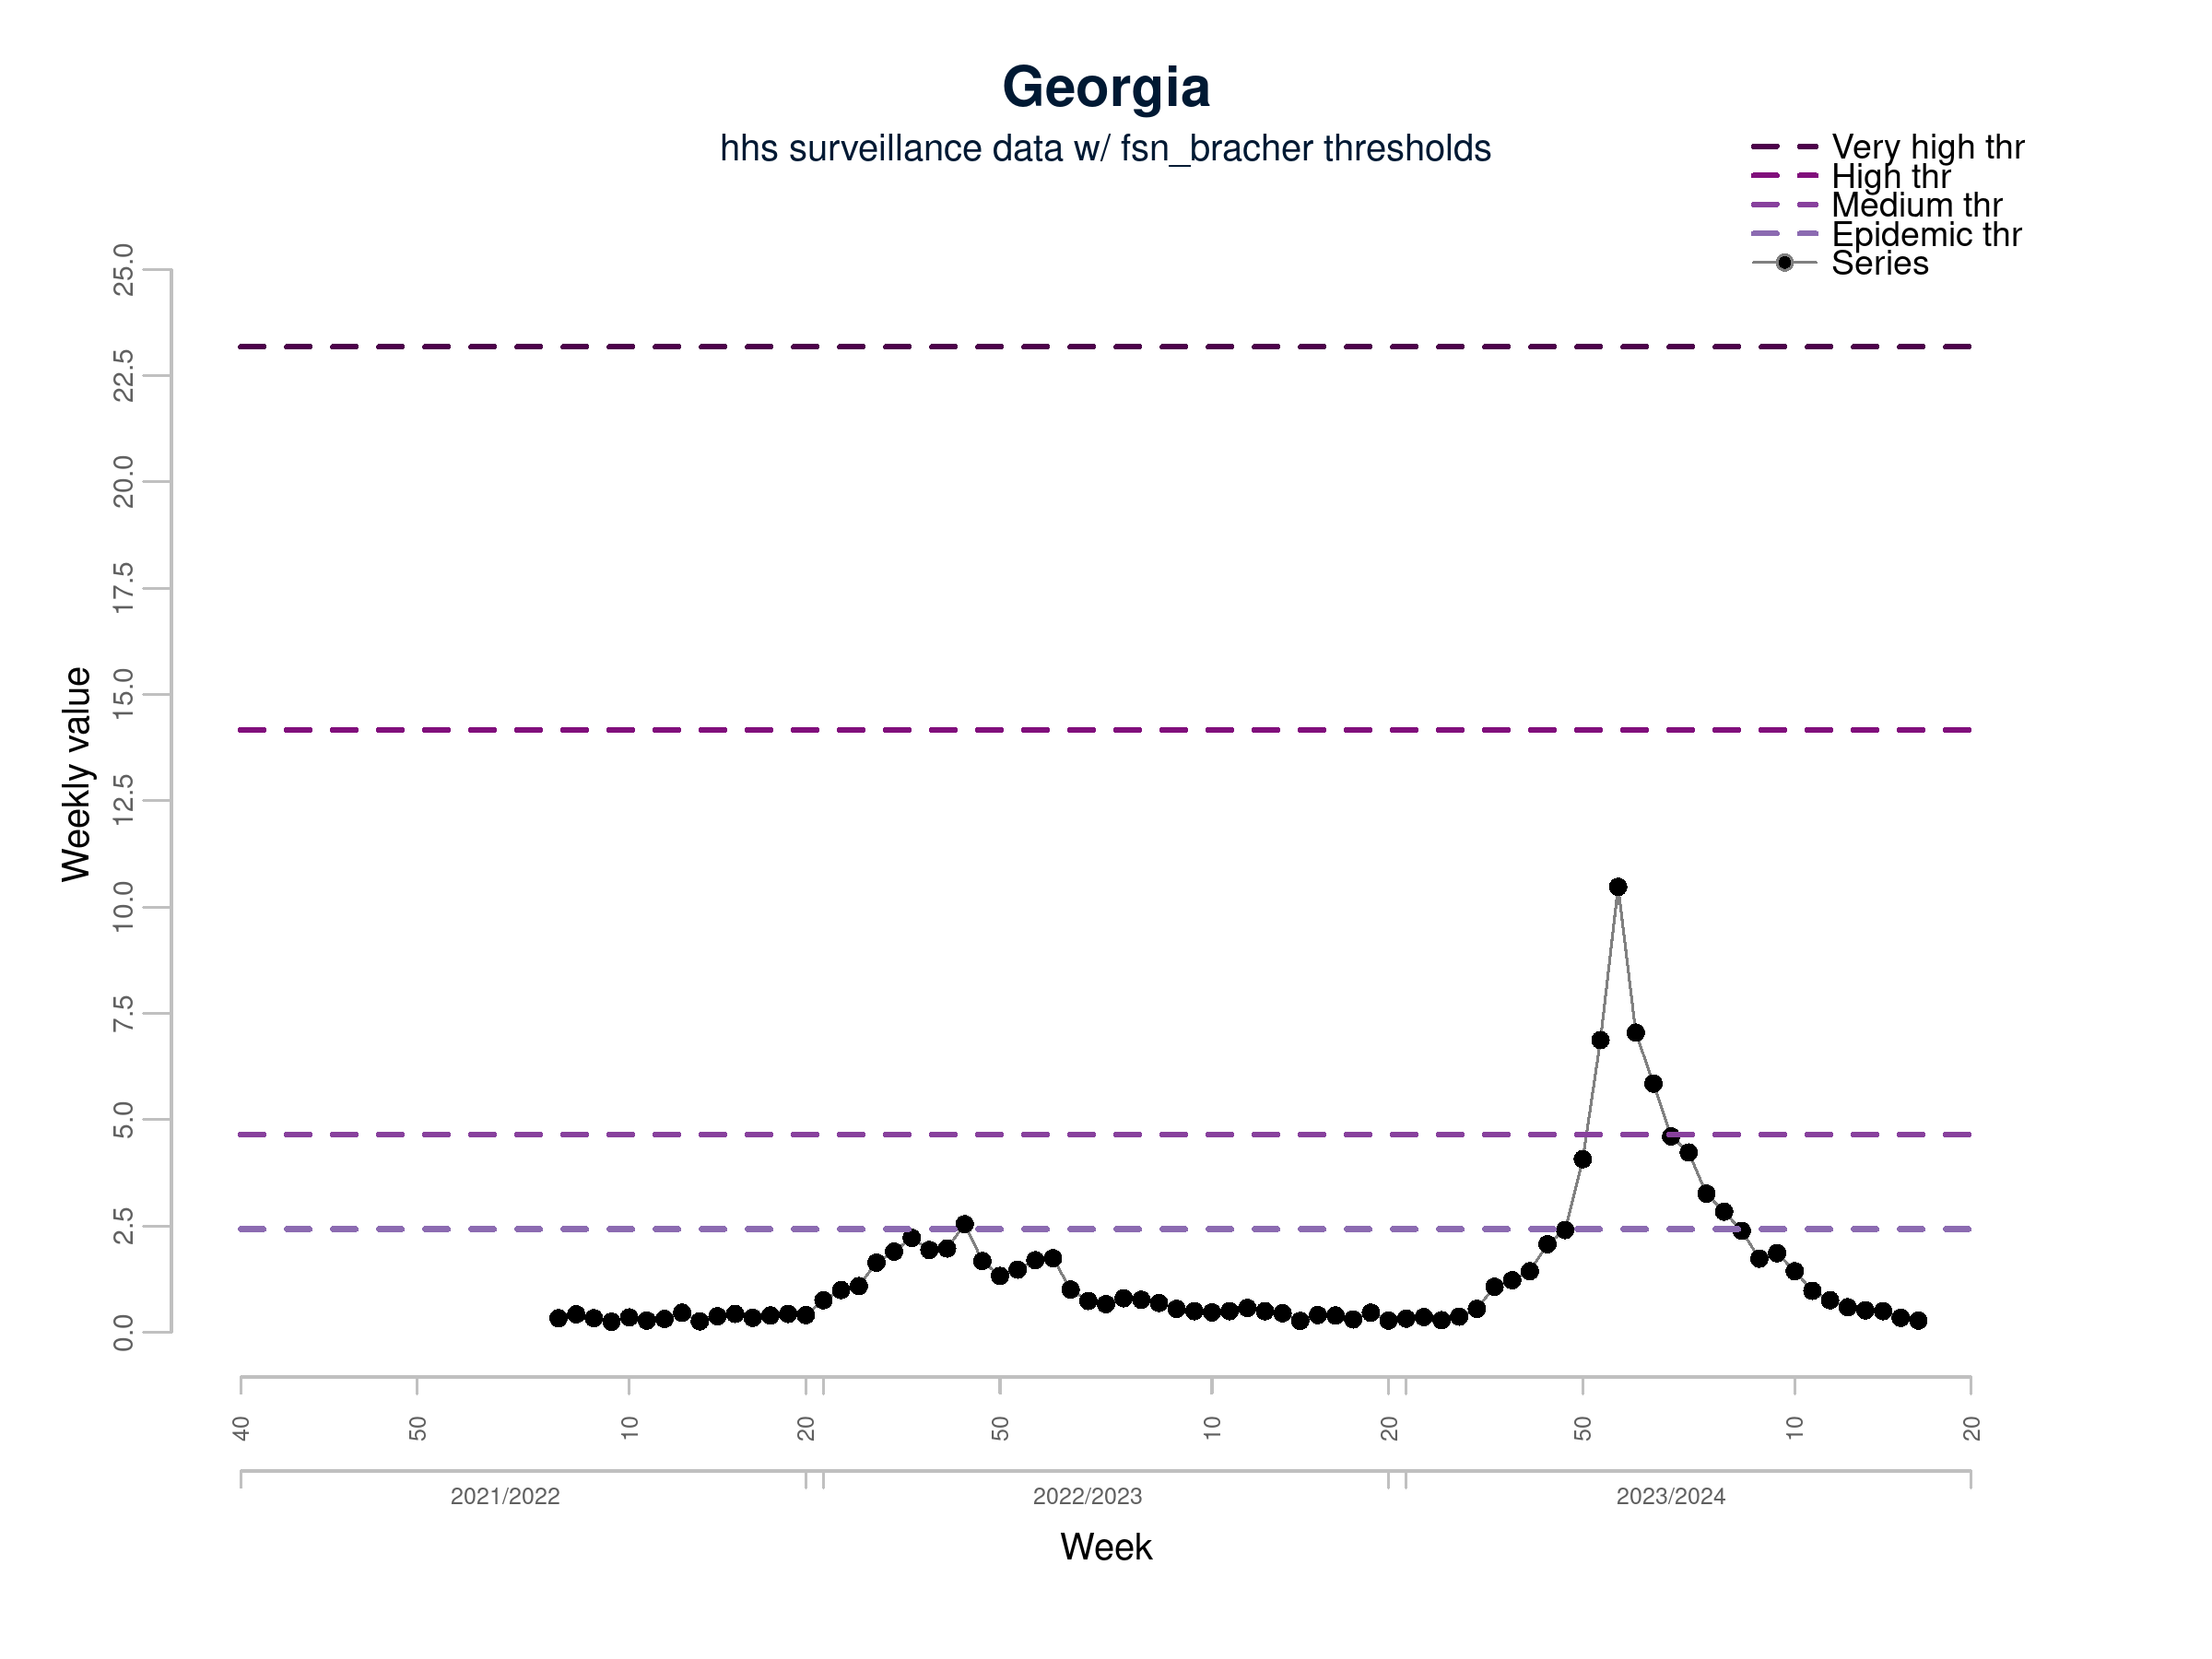 Georgia
hhs surveillance data w/ fsn_bracher thresholds
Very high thr
High thr
Medium thr
Epidemic thr
Series
25.0
22.5
20.0
17.5
15.0
12.5
10.0
7.5
5.0
2.5
0.0
Weekly value
40 50 10 20 50 10 20 50 10 20
2021/2022 2022/2023 2023/2024
Week